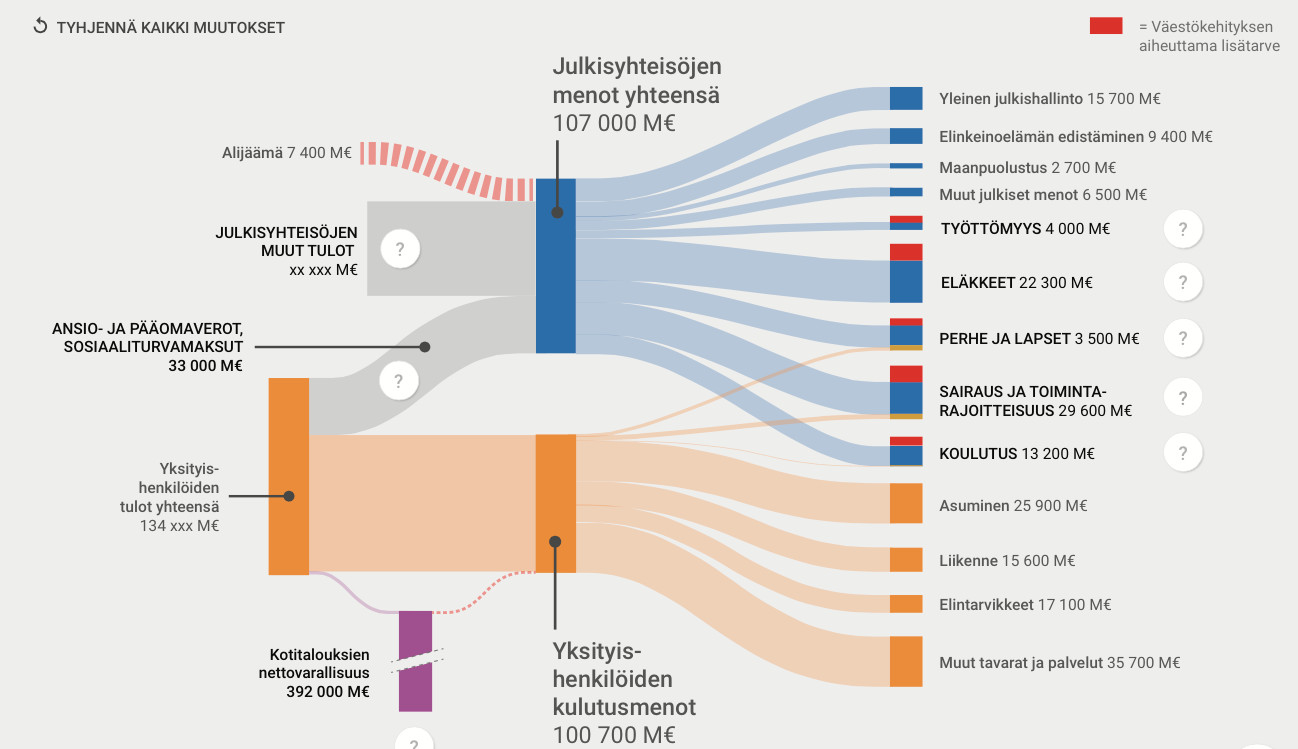 TYHJENNÄ KAIKKI MUUTOKSET
= Väestökehityksen
aiheuttama lisätarve
Julkisyhteisöjen
menot yhteensä
107 000 M€
Alijäämä 7 400 M€
JULKISYHTEISÖJEN
MUUT TULOT
xx xxx M€
?
ANSIO- JA PÄÄOMAVEROT,
SOSIAALITURVAMAKSUT
33 000 M€
?
Yksityis-
henkilöiden
tulot yhteensä
134 xxx M€
Kotitalouksien
nettovarallisuus
392 000 M€
?
Yksityis-
henkilöiden
kulutusmenot
100 700 M€
Yleinen julkishallinto 15 700 M€
Elinkeinoelämän edistäminen 9 400 M€
Maanpuolustus 2 700 M€
Muut julkiset menot 6 500 M€
TYÖTTÖMYYS 4 000 M€ ?
ELÄKKEET 22 300 M€ ?
PERHE JA LAPSET 3 500 M€ ?
SAIRAUS JA TOIMINTA-
RAJOITTEISUUS 29 600 M€ ?
KOULUTUS 13 200 M€ ?
Asuminen 25 900 M€
Liikenne 15 600 M€
Elintarvikkeet 17 100 M€
Muut tavarat ja palvelut 35 700 M€